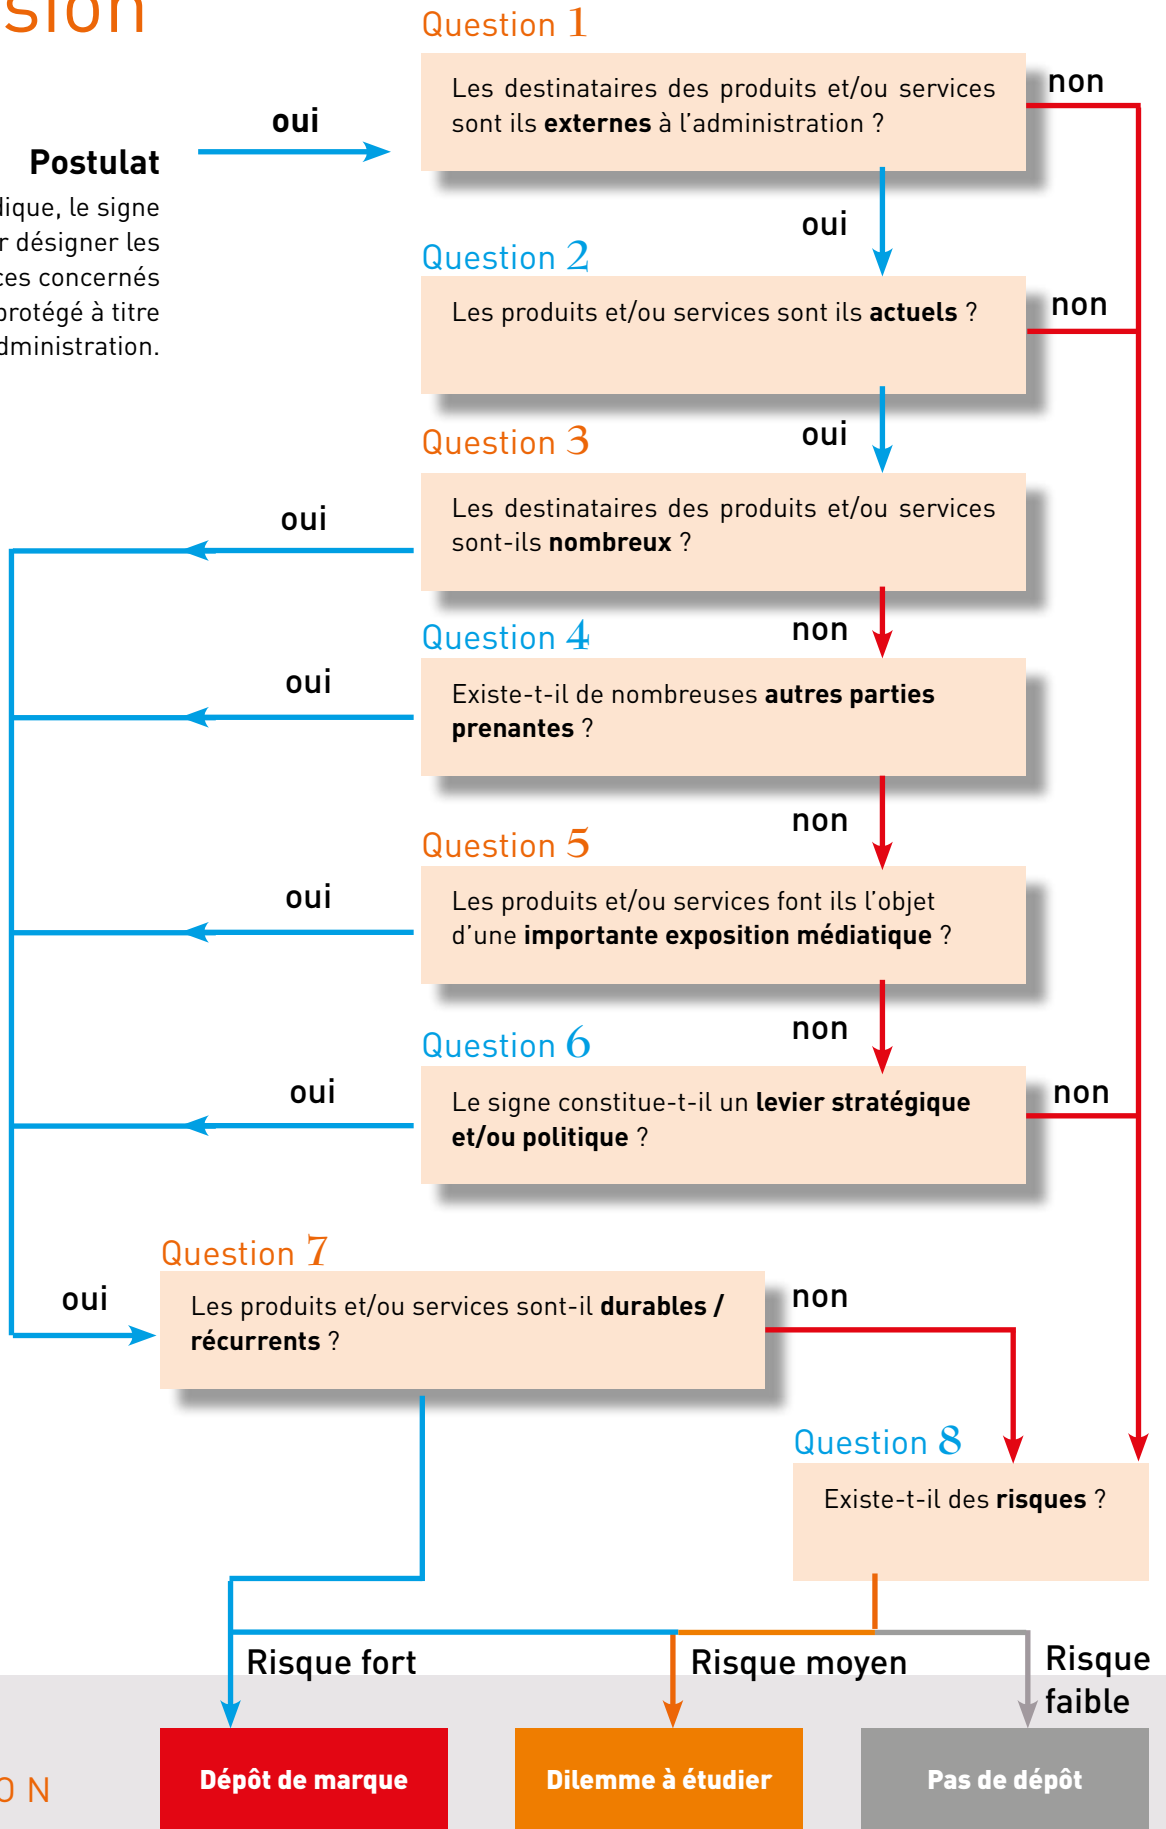 sion
Question 1
Les destinataires des produits et/ou services
sont ils externes à l’administration ?
non
oui
Postulat
dique, le signe
r désigner les
ces concernés
protégé à titre
dministration.
oui
Question 2
Les produits et/ou services sont ils actuels ?
non
oui
Question 3
Les destinataires des produits et/ou services
sont-ils nombreux ?
oui
non
Question 4
Existe-t-il de nombreuses autres parties
prenantes ?
oui
non
Question 5
Les produits et/ou services font ils l’objet
d’une importante exposition médiatique ?
oui
non
Question 6
Le signe constitue-t-il un levier stratégique
et/ou politique ?
oui
non
Question 7
oui
Les produits et/ou services sont-il durables /
récurrents ?
non
Question 8
Existe-t-il des risques ?
Risque fort
Risque moyen
Risque
faible
ON
Dépôt de marque
Dilemme à étudier
Pas de dépôt